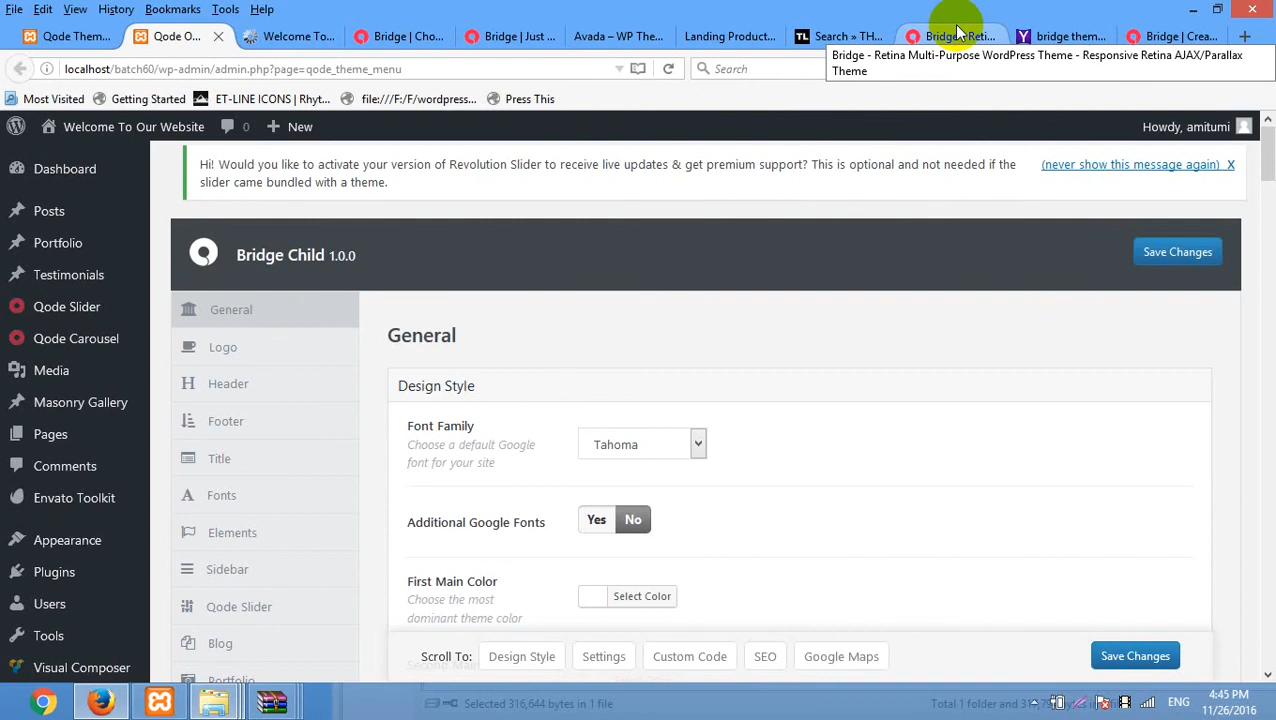 File Edit View History Bookmarks Tools Help
Qode Them... Qode O... Welcome To... Bridge | Cho... Bridge | Just ... Avada – WP The... Landing Product... TL Search » TH... Bridge - Reti... bridge them... Bridge | Crea...
localhost/batch60/wp-admin/admin.php?page=qode_theme_menu Search
Bridge - Retina Multi-Purpose WordPress Theme - Responsive Retina AJAX/Parallax
Theme
Most Visited Getting Started ET-LINE ICONS | Rhyt... file:///F:/F/wordpress... Press This
Welcome To Our Website 0 New Howdy, amitumi
Hi! Would you like to activate your version of Revolution Slider to receive live updates & get premium support? This is optional and not needed if the (never show this message again) X
slider came bundled with a theme.
Dashboard
Posts
Portfolio
Testimonials
Qode Slider
Qode Carousel
Media
Masonry Gallery
Pages
Comments
Envato Toolkit
Appearance
Plugins
Users
Tools
Visual Composer
Bridge Child 1.0.0 Save Changes
General
Logo
Header
Footer
Title
Fonts
Elements
Sidebar
Qode Slider
Blog
Portfolio
General
Design Style
Font Family
Choose a default Google
font for your site
Tahoma
Additional Google Fonts Yes No
First Main Color
Choose the most
dominant theme color
Select Color
Scroll To: Design Style Settings Custom Code SEO Google Maps Save Changes
Selected 316,644 bytes in 1 file
ENG
4:45 PM
11/26/2016